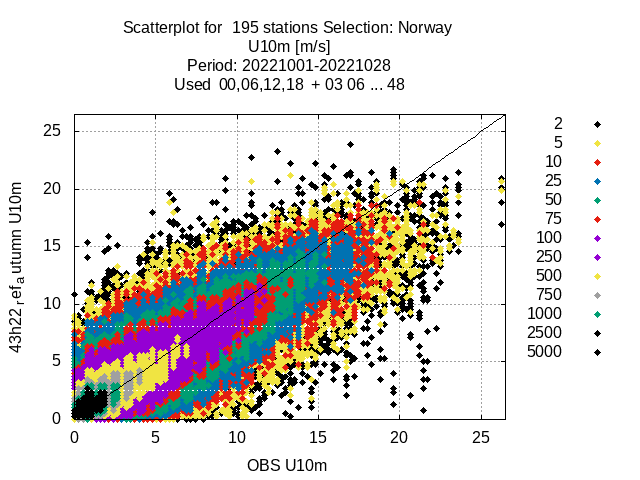 Scatterplot for  195 stations Selection: Norway
U10m [m/s]
Period: 20221001-20221028
Used  00,06,12,18  + 03 06 ... 48
43h22_ref_a utumn U10m
25
20
15
10
5
0
0 5 10 15 20 25
OBS U10m
2
5
10
25
50
75
100
250
500
750
1000
2500
5000